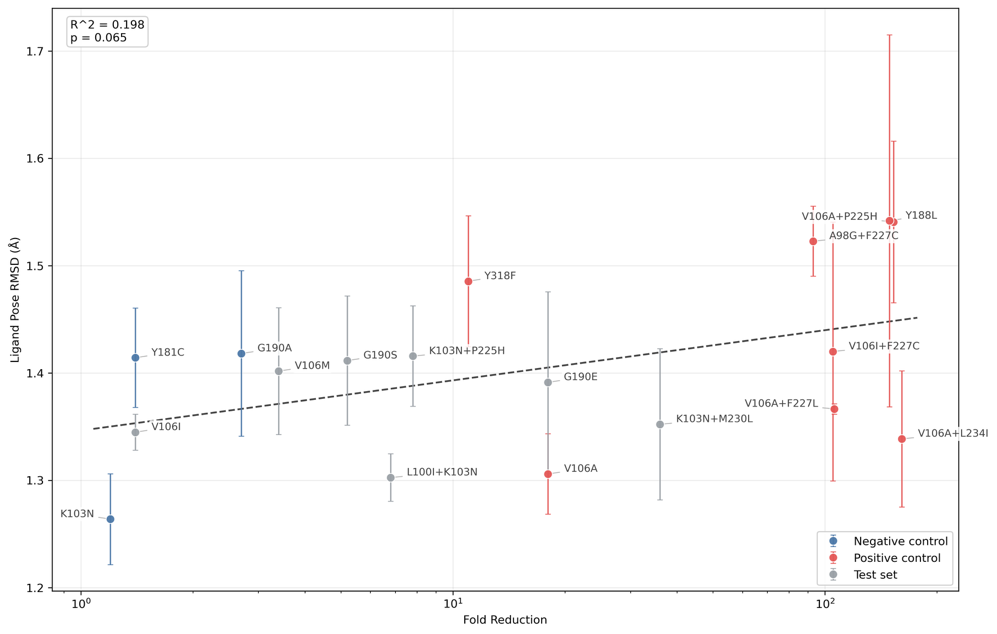 R^2 = 0.198
p = 0.065
Ligand Pose RMSD (Å)
1.7
1.6
1.5
1.4
1.3
1.2
V106A+P225H
Y188L
A98G+F227C
Y318F
V106I+F227C
K103N+P225H
G190A
Y181C
G190S
V106M
G190E
V106A+F227L
K103N+M230L
V106I
V106A+L234I
L100I+K103N
V106A
K103N
Negative control
Positive control
Test set
10^0
10^1
10^2
Fold Reduction